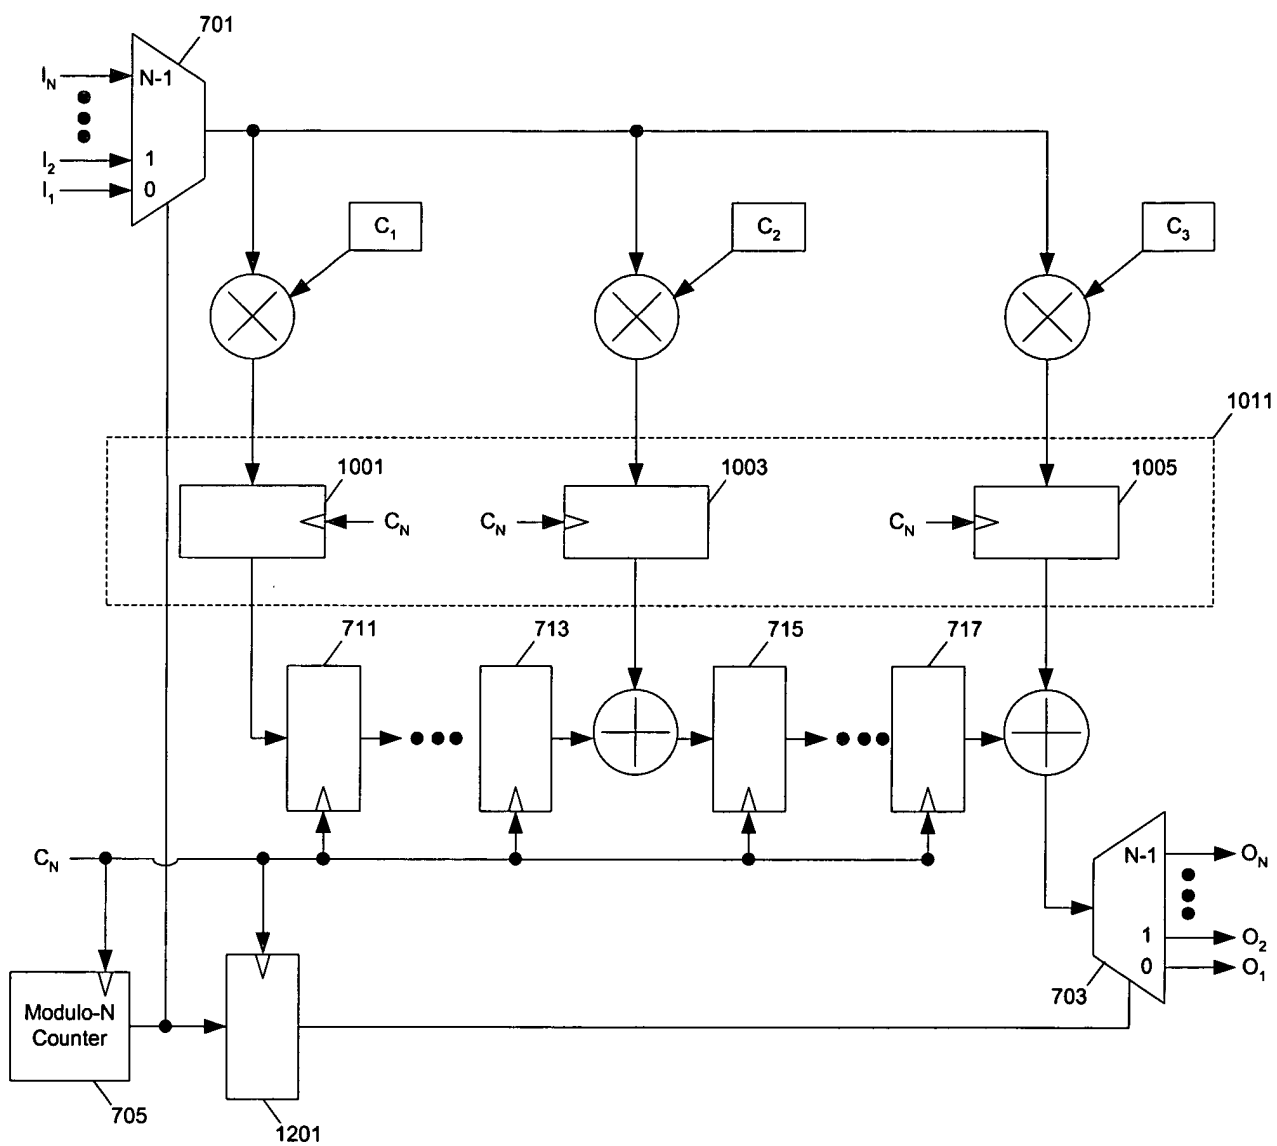 701
I_N
N-1
I_2
1
I_1
0
C_1
C_2
C_3
1011
1001
1003
1005
C_N
C_N
C_N
711
713
715
717
C_N
N-1
O_N
1
O_2
0
O_1
703
Modulo-N
Counter
705
1201